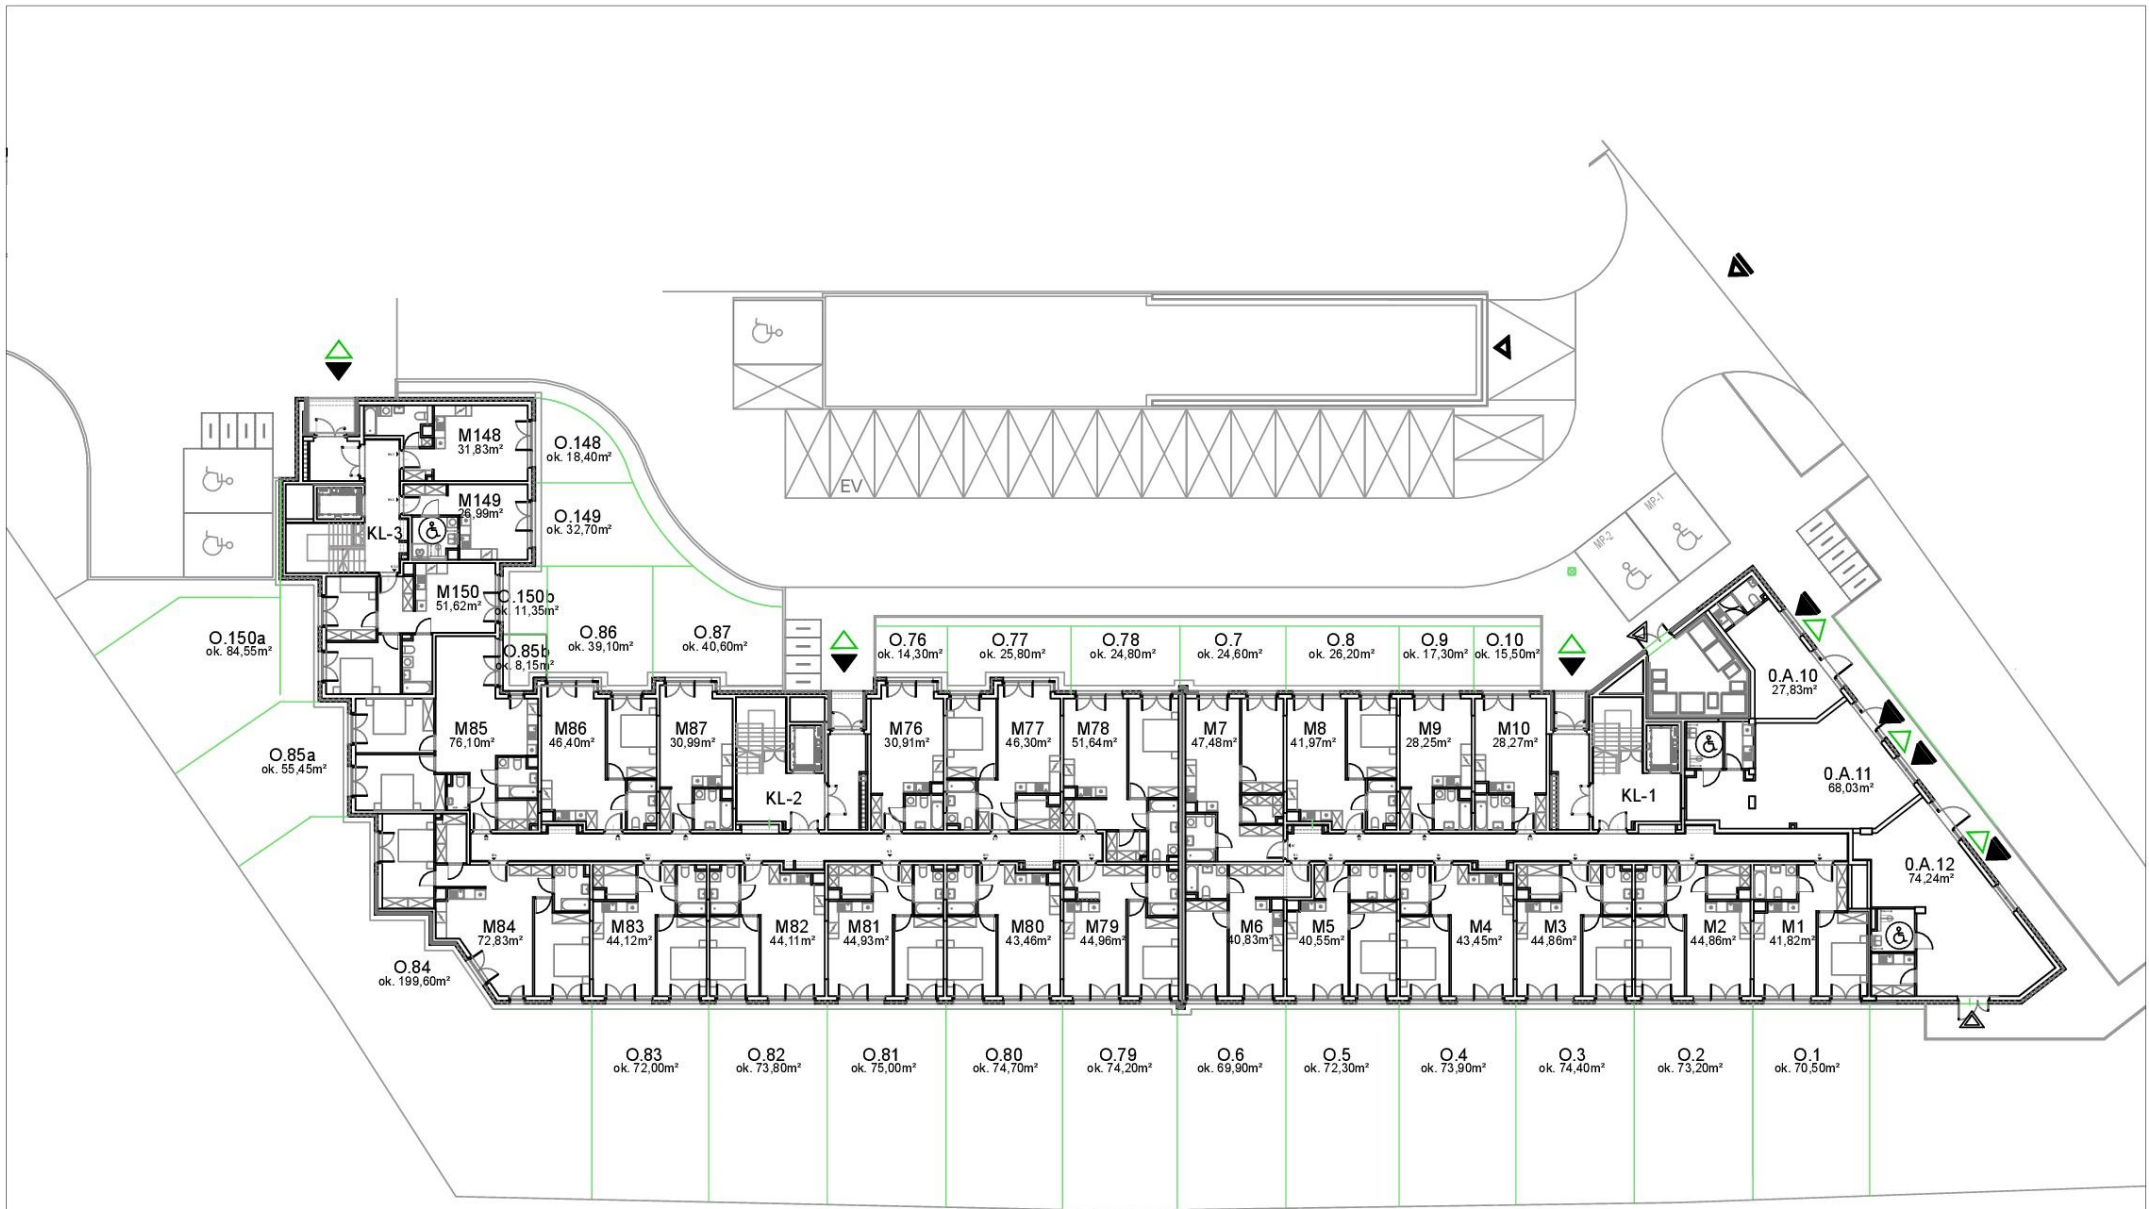 M148
31,83m²
O.148
ok. 18,40m²
M149
26,99m²
O.149
ok. 32,70m²
KL-3
EV
MP-1
MP-2
M150
51,62m²
O.150b
ok. 11,35m²
O.150a
ok. 84,55m²
O.85b
ok. 8,15m²
O.86
ok. 39,10m²
O.87
ok. 40,60m²
O.76
ok. 14,30m²
O.77
ok. 25,80m²
O.78
ok. 24,80m²
O.7
ok. 24,60m²
O.8
ok. 26,20m²
O.9
ok. 17,30m²
O.10
ok. 15,50m²
0.A.10
27,83m²
O.85a
ok. 55,45m²
M85
76,10m²
M86
46,40m²
M87
30,99m²
KL-2
M76
30,91m²
M77
46,30m²
M78
51,64m²
M7
47,48m²
M8
41,97m²
M9
28,25m²
M10
28,27m²
KL-1
0.A.11
68,03m²
0.A.12
74,24m²
O.84
ok. 199,60m²
M84
72,83m²
M83
44,12m²
M82
44,11m²
M81
44,93m²
M80
43,46m²
M79
44,96m²
M6
40,83m²
M5
40,55m²
M4
43,45m²
M3
44,86m²
M2
44,86m²
M1
41,82m²
O.83
ok. 72,00m²
O.82
ok. 73,80m²
O.81
ok. 75,00m²
O.80
ok. 74,70m²
O.79
ok. 74,20m²
O.6
ok. 69,90m²
O.5
ok. 72,30m²
O.4
ok. 73,90m²
O.3
ok. 74,40m²
O.2
ok. 73,20m²
O.1
ok. 70,50m²